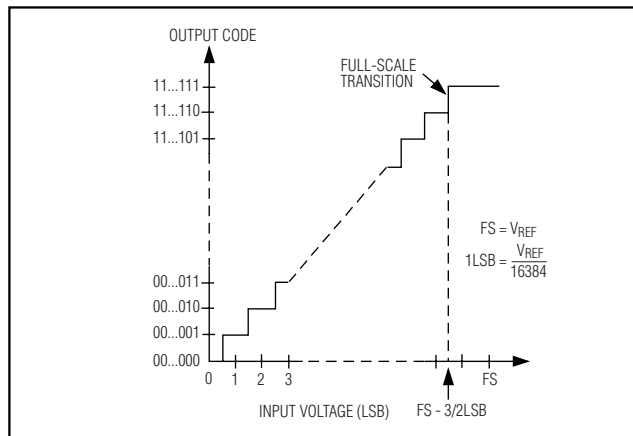 OUTPUT CODE
FULL-SCALE
TRANSITION
11...111
11...110
11...101
FS = VREF
1LSB = VREF
16384
00...011
00...010
00...001
00...000
0 1 2 3 FS
INPUT VOLTAGE (LSB) FS - 3/2LSB